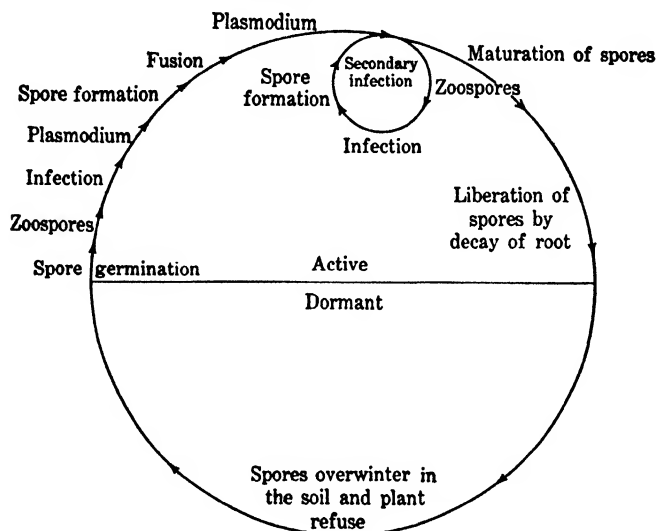 Plasmodium
Fusion
Maturation of spores
Secondary
infection
Spore
formation
Zoospores
Spore formation
Plasmodium
Infection
Infection
Zoospores
Liberation of
spores by
decay of root
Spore germination
Active
Dormant
Spores overwinter in
the soil and plant
refuse